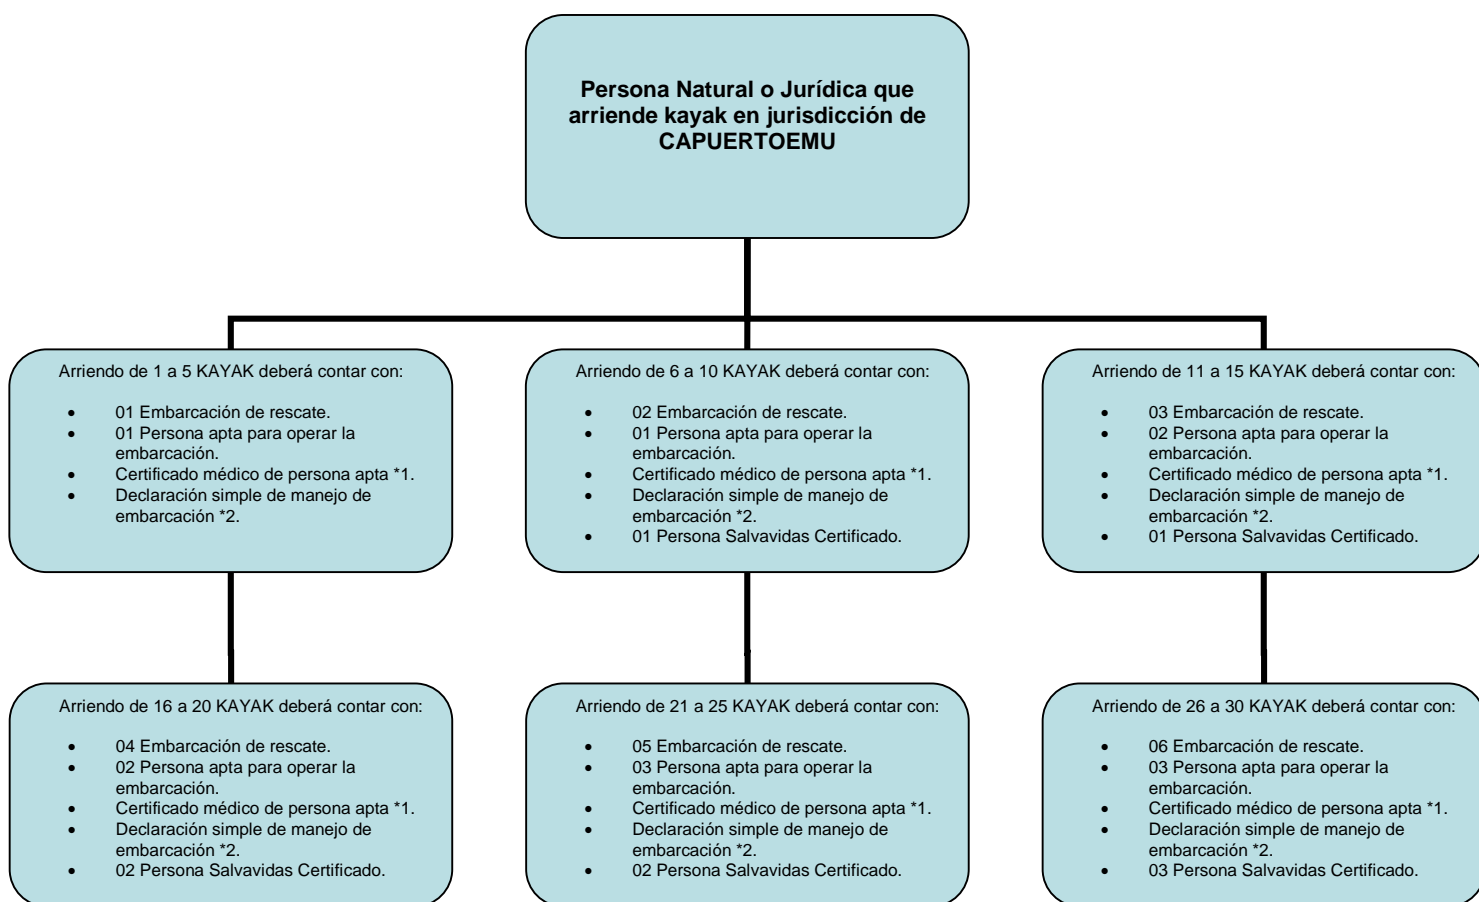 Persona Natural o Jurídica que
arriende kayak en jurisdicción de
CAPUERTOEMU
Arriendo de 1 a 5 KAYAK deberá contar con:
• 01 Embarcación de rescate.
• 01 Persona apta para operar la
embarcación.
• Certificado médico de persona apta *1.
• Declaración simple de manejo de
embarcación *2.
Arriendo de 6 a 10 KAYAK deberá contar con:
• 02 Embarcación de rescate.
• 01 Persona apta para operar la
embarcación.
• Certificado médico de persona apta *1.
• Declaración simple de manejo de
embarcación *2.
• 01 Persona Salvavidas Certificado.
Arriendo de 11 a 15 KAYAK deberá contar con:
• 03 Embarcación de rescate.
• 02 Persona apta para operar la
embarcación.
• Certificado médico de persona apta *1.
• Declaración simple de manejo de
embarcación *2.
• 01 Persona Salvavidas Certificado.
Arriendo de 16 a 20 KAYAK deberá contar con:
• 04 Embarcación de rescate.
• 02 Persona apta para operar la
embarcación.
• Certificado médico de persona apta *1.
• Declaración simple de manejo de
embarcación *2.
• 02 Persona Salvavidas Certificado.
Arriendo de 21 a 25 KAYAK deberá contar con:
• 05 Embarcación de rescate.
• 03 Persona apta para operar la
embarcación.
• Certificado médico de persona apta *1.
• Declaración simple de manejo de
embarcación *2.
• 02 Persona Salvavidas Certificado.
Arriendo de 26 a 30 KAYAK deberá contar con:
• 06 Embarcación de rescate.
• 03 Persona apta para operar la
embarcación.
• Certificado médico de persona apta *1.
• Declaración simple de manejo de
embarcación *2.
• 03 Persona Salvavidas Certificado.